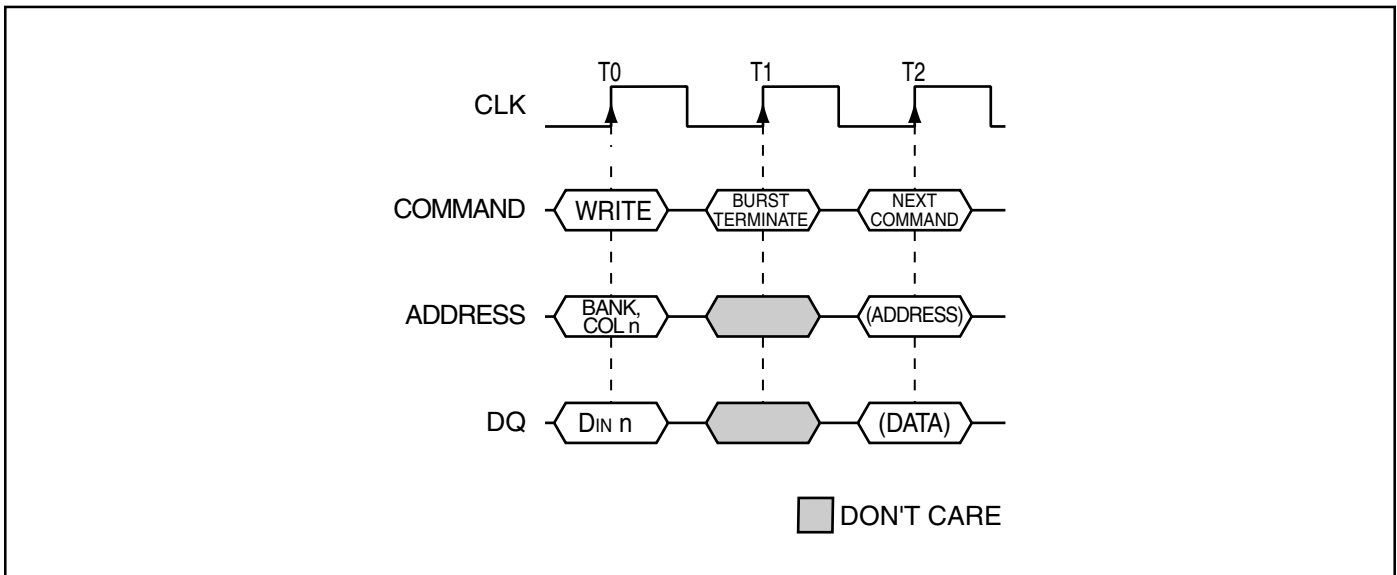 T0 T1 T2
CLK
COMMAND WRITE BURST TERMINATE NEXT COMMAND
ADDRESS BANK, COL n (ADDRESS)
DQ DIN n (DATA)
DON'T CARE